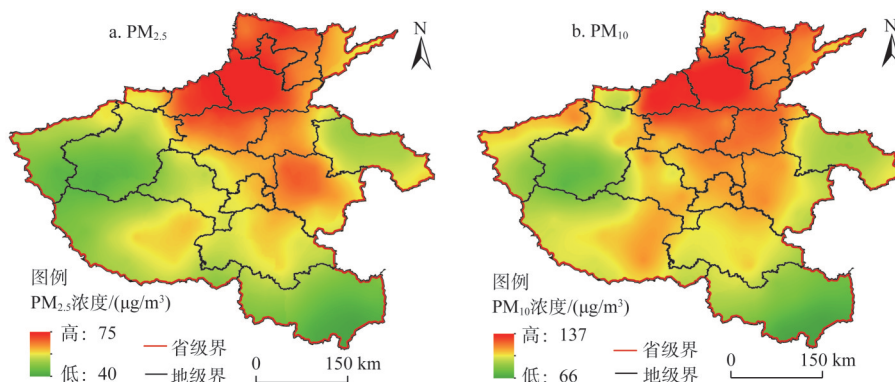 a. PM2.5
N
图例
PM2.5浓度/(μg/m³)
高: 75
低: 40
省级界
地级界
0 150 km
b. PM10
N
图例
PM10浓度/(μg/m³)
高: 137
低: 66
省级界
地级界
0 150 km